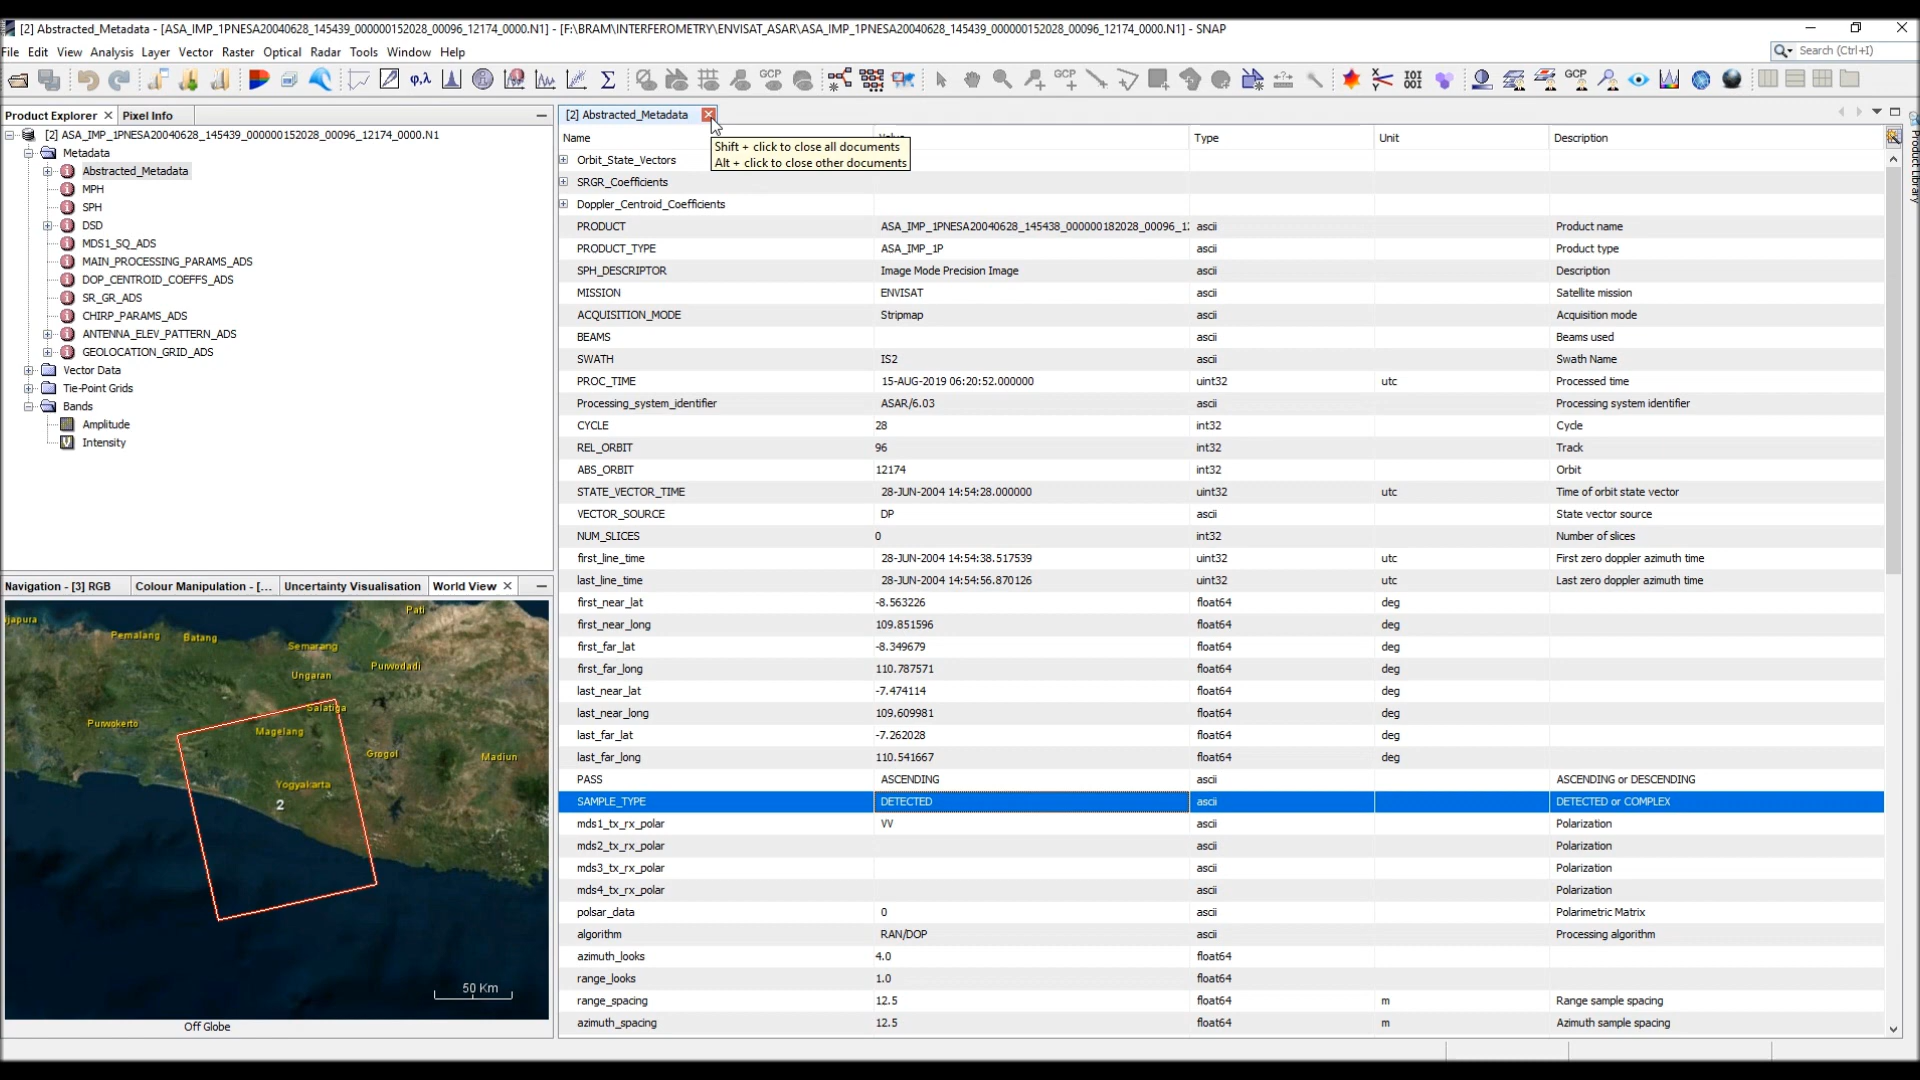 [2] Abstracted_Metadata - [ASA_IMP_1PNESA20040628_145439_000000152028_00096_12174_0000.N1] - [F:\BRAM\INTERFEROMETRY\ENVISAT_ASAR\ASA_IMP_1PNESA20040628_145439_000000152028_00096_12174_0000.N1] - SNAP
File Edit View Analysis Layer Vector Raster Optical Radar Tools Window Help
Search (Ctrl+I)
Product Explorer Pixel Info
[2] ASA_IMP_1PNESA20040628_145439_000000152028_00096_12174_0000.N1
Metadata
Abstracted_Metadata
MPH
SPH
DSD
MDS1_SQ_ADS
MAIN_PROCESSING_PARAMS_ADS
DOP_CENTROID_COEFFS_ADS
SR_GR_ADS
CHIRP_PARAMS_ADS
ANTENNA_ELEV_PATTERN_ADS
GEOLOCATION_GRID_ADS
Vector Data
Tie-Point Grids
Bands
Amplitude
Intensity
Navigation - [3] RGB Colour Manipulation - [... Uncertainty Visualisation World View
Pati
Pemalang Batang
Semarang
Purwodadi
Ungaran
Salatiga
Purwokerto
Magelang
Grogol
Madiun
Yogyakarta
2
50 Km
Off Globe
[2] Abstracted_Metadata
Shift + click to close all documents
Alt + click to close other documents
Name Type Unit Description
Orbit_State_Vectors
SRGR_Coefficients
Doppler_Centroid_Coefficients
PRODUCT ASA_IMP_1PNESA20040628_145438_000000182028_00096_1: ascii Product name
PRODUCT_TYPE ASA_IMP_1P ascii Product type
SPH_DESCRIPTOR Image Mode Precision Image ascii Description
MISSION ENVISAT ascii Satellite mission
ACQUISITION_MODE Stripmap ascii Acquisition mode
BEAMS ascii Beams used
SWATH IS2 ascii Swath Name
PROC_TIME 15-AUG-2019 06:20:52.000000 uint32 utc Processed time
Processing_system_identifier ASAR/6.03 ascii Processing system identifier
CYCLE 28 int32 Cycle
REL_ORBIT 96 int32 Track
ABS_ORBIT 12174 int32 Orbit
STATE_VECTOR_TIME 28-JUN-2004 14:54:28.000000 uint32 utc Time of orbit state vector
VECTOR_SOURCE DP ascii State vector source
NUM_SLICES 0 int32 Number of slices
first_line_time 28-JUN-2004 14:54:38.517539 uint32 utc First zero doppler azimuth time
last_line_time 28-JUN-2004 14:54:56.870126 uint32 utc Last zero doppler azimuth time
first_near_lat -8.563226 float64 deg
first_near_long 109.851596 float64 deg
first_far_lat -8.349679 float64 deg
first_far_long 110.787571 float64 deg
last_near_lat -7.474114 float64 deg
last_near_long 109.609981 float64 deg
last_far_lat -7.262028 float64 deg
last_far_long 110.541667 float64 deg
PASS ASCENDING ascii ASCENDING or DESCENDING
SAMPLE_TYPE DETECTED ascii DETECTED or COMPLEX
mds1_tx_rx_polar VV ascii Polarization
mds2_tx_rx_polar ascii Polarization
mds3_tx_rx_polar ascii Polarization
mds4_tx_rx_polar ascii Polarization
polsar_data 0 ascii Polarimetric Matrix
algorithm RAN/DOP ascii Processing algorithm
azimuth_looks 4.0 float64
range_looks 1.0 float64
range_spacing 12.5 float64 m Range sample spacing
azimuth_spacing 12.5 float64 m Azimuth sample spacing
Product Library